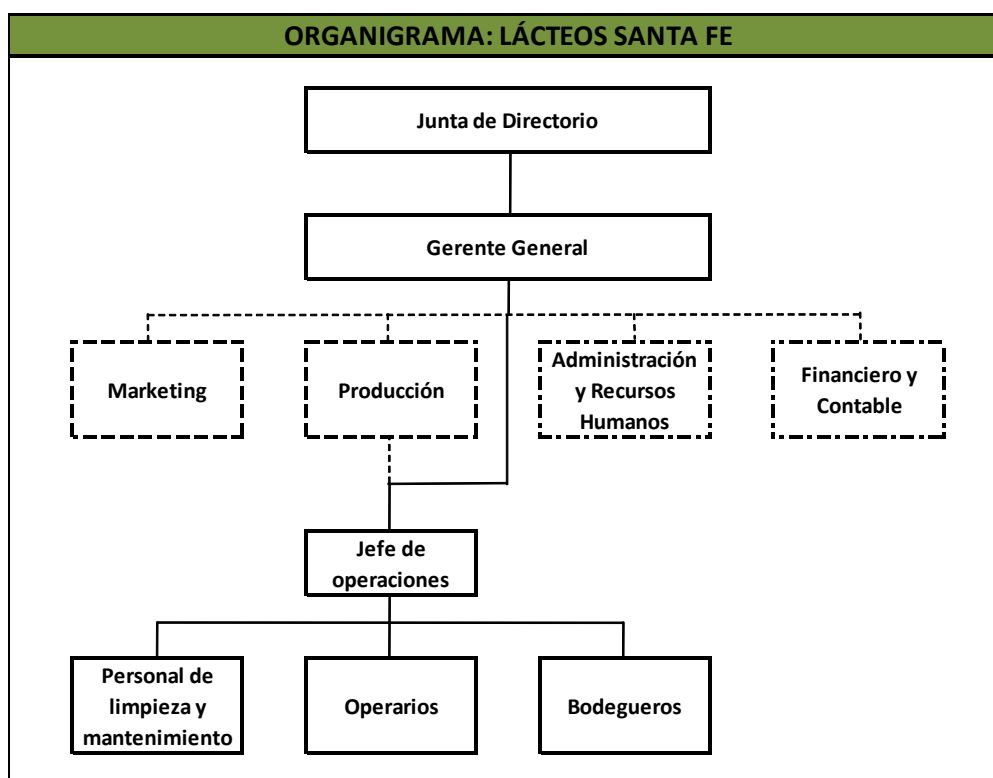 ORGANIGRAMA: LÁCTEOS SANTA FE
Junta de Directorio
Gerente General
Marketing
Producción
Administración
y Recursos
Humanos
Financiero y
Contable
Jefe de
operaciones
Personal de
limpieza y
mantenimiento
Operarios
Bodegueros